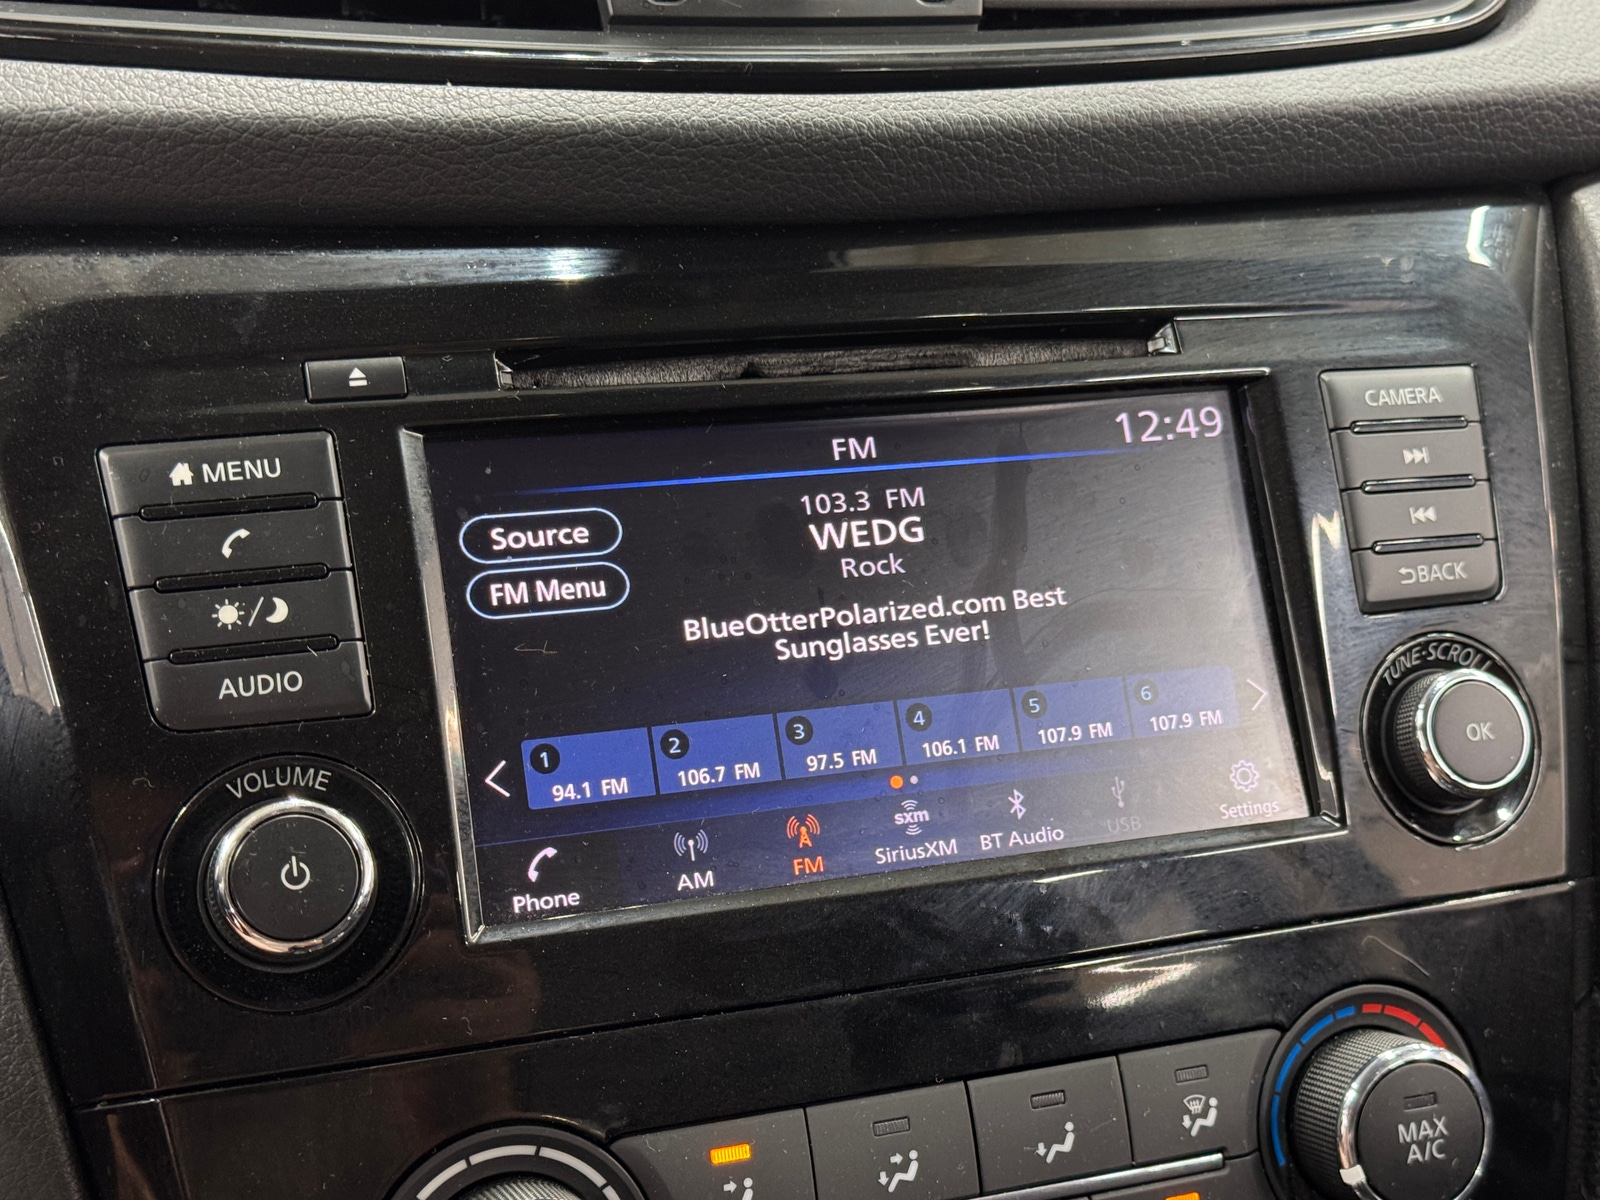 MENU
AUDIO
VOLUME
FM
12:49
Source
FM Menu
103.3 FM
WEDG
Rock
BlueOtterPolarized.com Best
Sunglasses Ever!
1
94.1 FM
2
106.7 FM
3
97.5 FM
4
106.1 FM
5
107.9 FM
6
107.9 FM
Phone
AM
FM
sxm
SiriusXM
BT Audio
USB
Settings
CAMERA
BACK
TUNE·SCROLL
OK
MAX
A/C